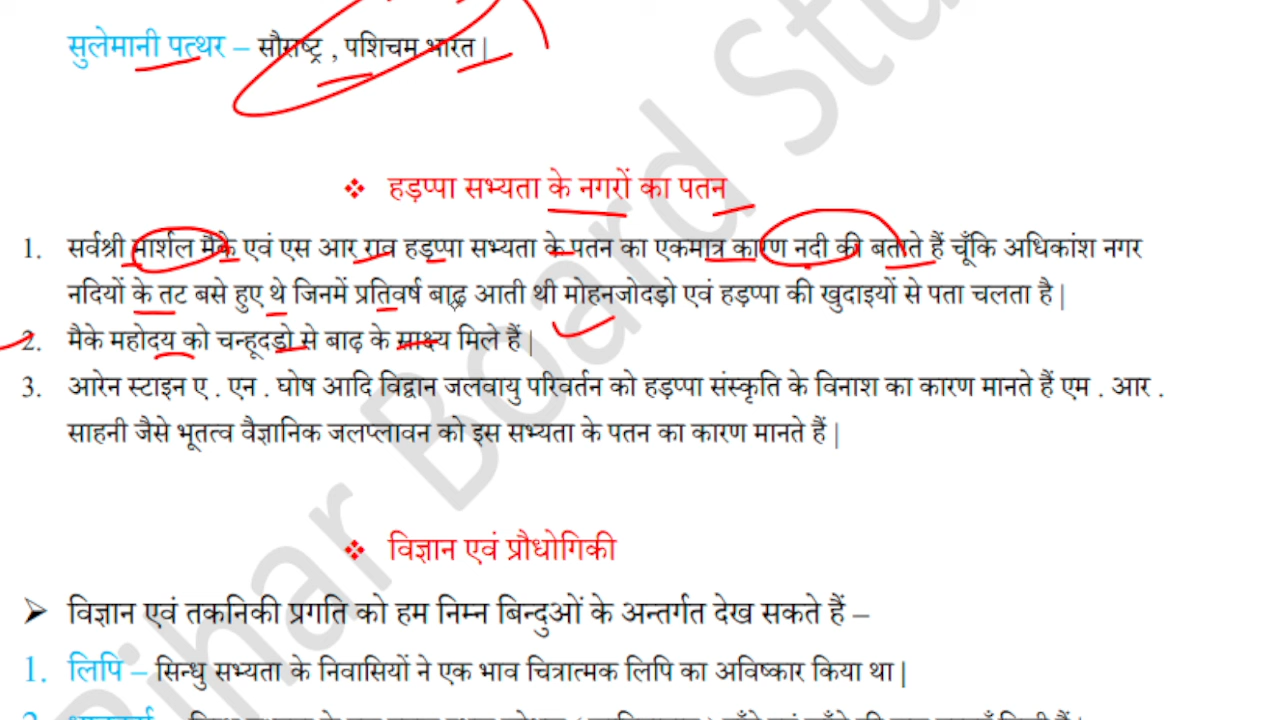 सुलेमानी पत्थर – सौराष्ट्र , पशिचम भारत |
❖ हड़प्पा सभ्यता के नगरों का पतन
1. सर्वश्री मार्शल मैके एवं एस आर राव हड़प्पा सभ्यता के पतन का एकमात्र कारण नदी की बताते हैं चूँकि अधिकांश नगर
नदियों के तट बसे हुए थे जिनमें प्रतिवर्ष बाढ़ आती थी मोहनजोदड़ो एवं हड़प्पा की खुदाइयों से पता चलता है |
2. मैके महोदय को चन्हूदड़ो से बाढ़ के साक्ष्य मिले हैं |
3. आरेन स्टाइन ए . एन . घोष आदि विद्वान जलवायु परिवर्तन को हड़प्पा संस्कृति के विनाश का कारण मानते हैं एम . आर .
साहनी जैसे भूतत्व वैज्ञानिक जलप्लावन को इस सभ्यता के पतन का कारण मानते हैं |
❖ विज्ञान एवं प्रौधोगिकी
➢ विज्ञान एवं तकनिकी प्रगति को हम निम्न बिन्दुओं के अन्तर्गत देख सकते हैं –
1. लिपि – सिन्धु सभ्यता के निवासियों ने एक भाव चित्रात्मक लिपि का अविष्कार किया था |
Bihar Board Stu